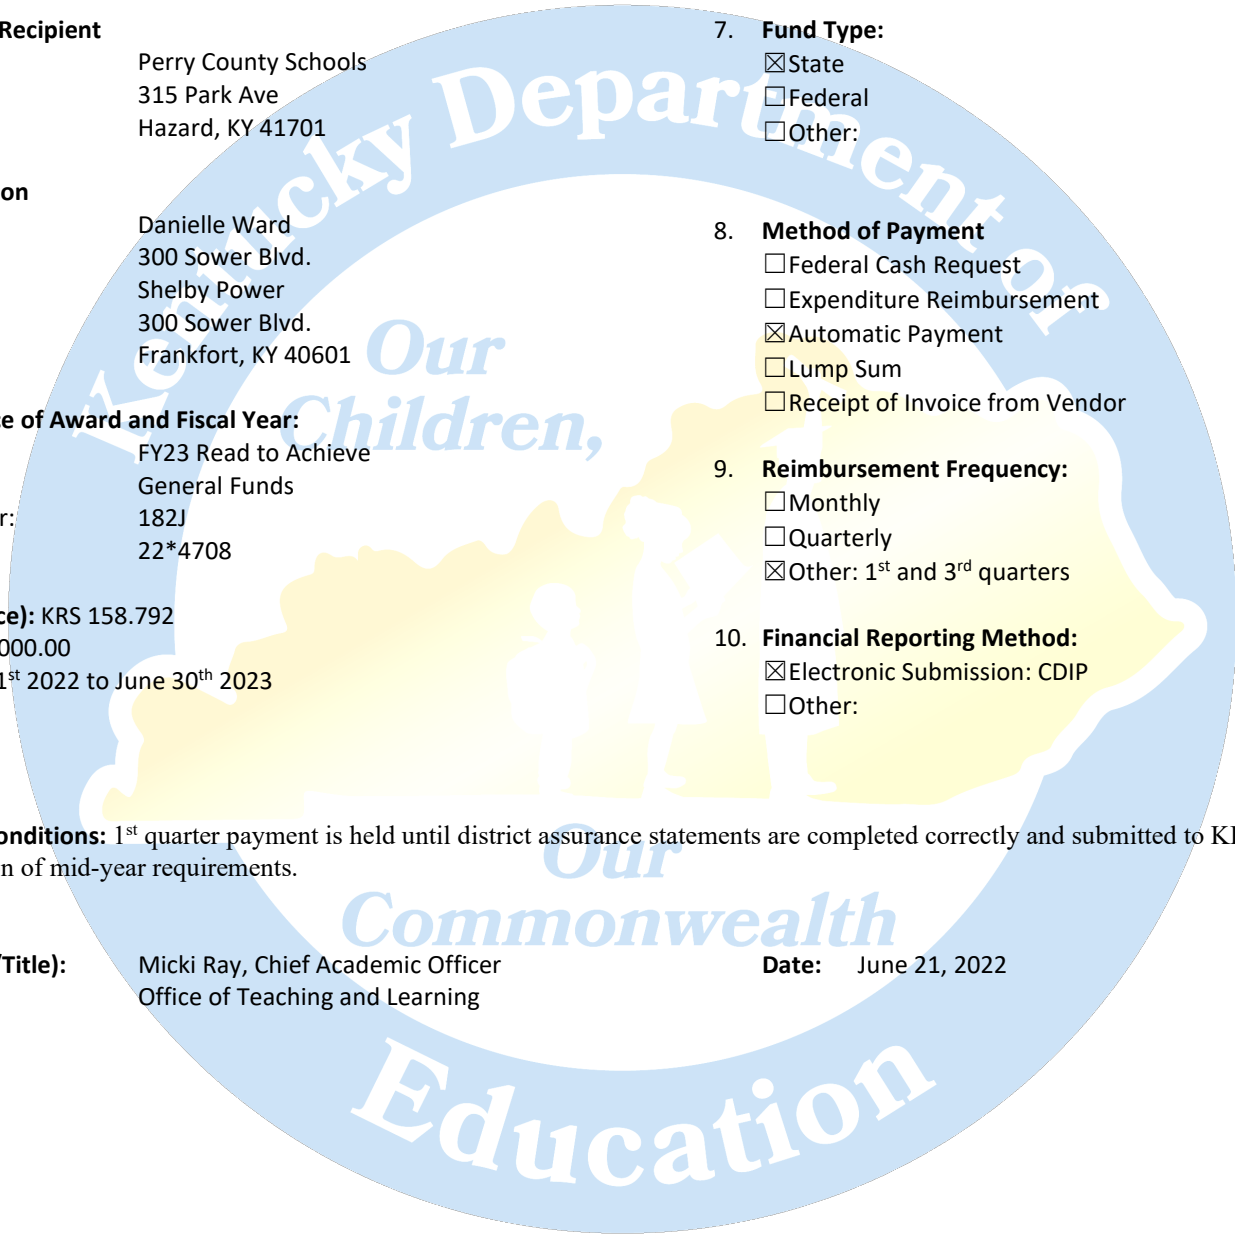 Recipient
Perry County Schools
315 Park Ave
Hazard, KY 41701
on
Danielle Ward
300 Sower Blvd.
Shelby Power
300 Sower Blvd.
Frankfort, KY 40601
ce of Award and Fiscal Year:
FY23 Read to Achieve
General Funds
r: 182J
22*4708
ce): KRS 158.792
000.00
1st 2022 to June 30th 2023
7. Fund Type:
☒State
☐Federal
☐Other:
8. Method of Payment
☐Federal Cash Request
☐Expenditure Reimbursement
☒Automatic Payment
☐Lump Sum
☐Receipt of Invoice from Vendor
9. Reimbursement Frequency:
☐Monthly
☐Quarterly
☒Other: 1st and 3rd quarters
10. Financial Reporting Method:
☒Electronic Submission: CDIP
☐Other:
onditions: 1st quarter payment is held until district assurance statements are completed correctly and submitted to
n of mid-year requirements.
/Title): Micki Ray, Chief Academic Officer Date: June 21, 2022
Office of Teaching and Learning
Kentucky Department of
Our
Children,
Our
Commonwealth
Education